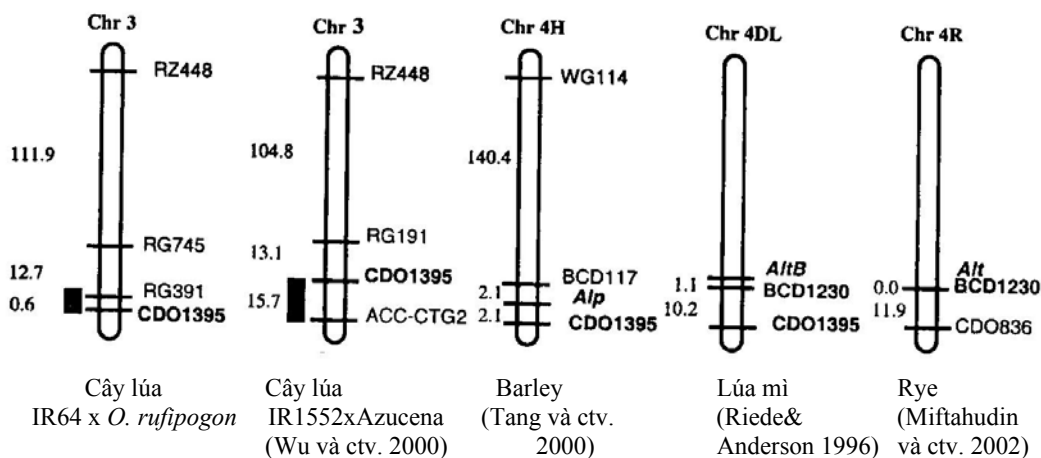 Chr 3
RZ448
111.9
RG745
12.7
RG391
0.6
CDO1395
Cây lúa
IR64 x O. rufipogon
Chr 3
RZ448
104.8
RG191
13.1
CDO1395
15.7
ACC-CTG2
Cây lúa
IR1552xAzucena
(Wu và ctv. 2000)
Chr 4H
WG114
140.4
BCD117
2.1
Alp
2.1
CDO1395
Barley
(Tang và ctv.
2000)
Chr 4DL
AltB
1.1
BCD1230
10.2
CDO1395
Lúa mì
(Riede&
Anderson 1996)
Chr 4R
Alt
0.0
BCD1230
11.9
CDO836
Rye
(Miftahudin
và ctv. 2002)